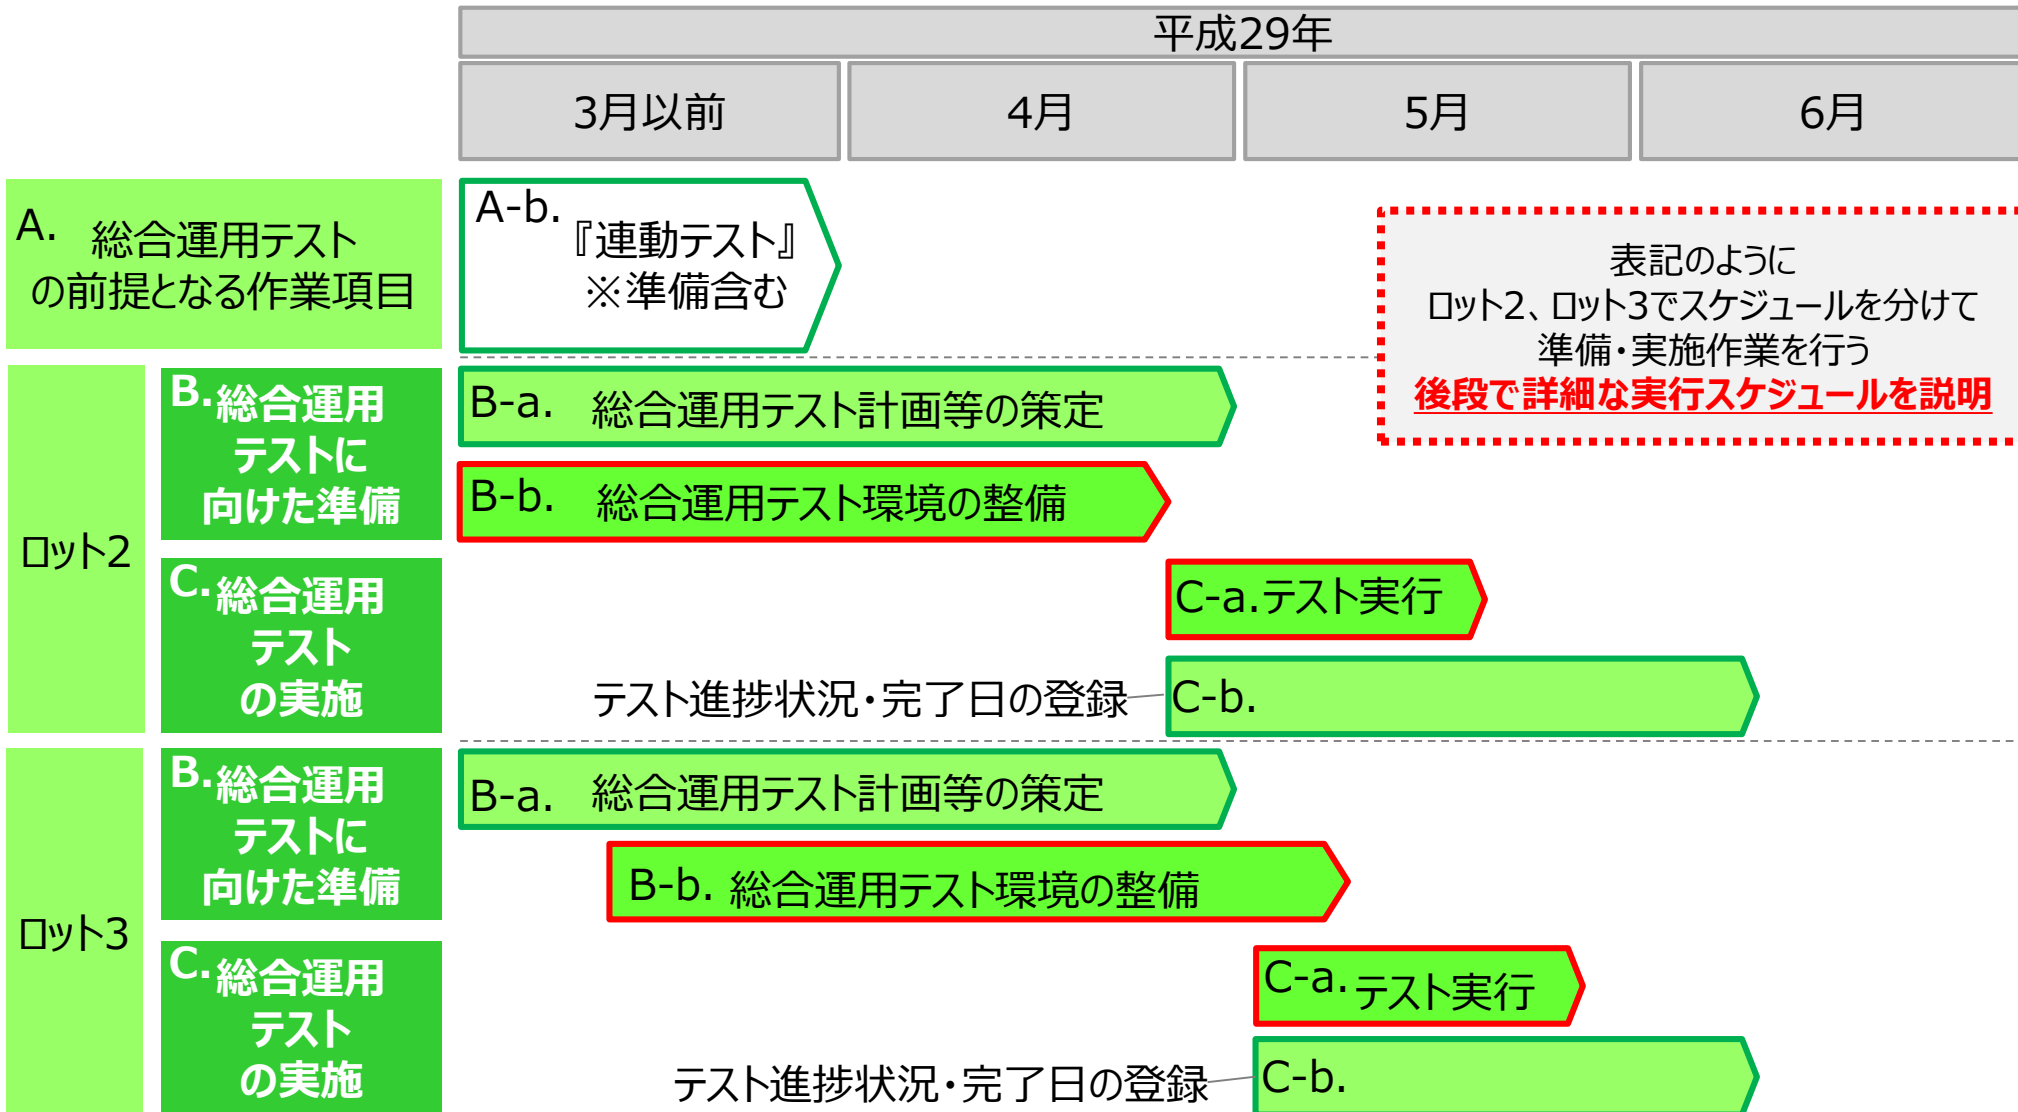 平成29年
3月以前
4月
5月
6月
A. 総合運用テスト
の前提となる作業項目
A-b.
『連動テスト』
※準備含む
表記のように
ロット2、ロット3でスケジュールを分けて
準備・実施作業を行う
後段で詳細な実行スケジュールを説明
ロット2
B.総合運用
テストに
向けた準備
B-a. 総合運用テスト計画等の策定
B-b. 総合運用テスト環境の整備
C.総合運用
テスト
の実施
C-a.テスト実行
テスト進捗状況・完了日の登録
C-b.
ロット3
B.総合運用
テストに
向けた準備
B-a. 総合運用テスト計画等の策定
B-b. 総合運用テスト環境の整備
C.総合運用
テスト
の実施
C-a.テスト実行
テスト進捗状況・完了日の登録
C-b.